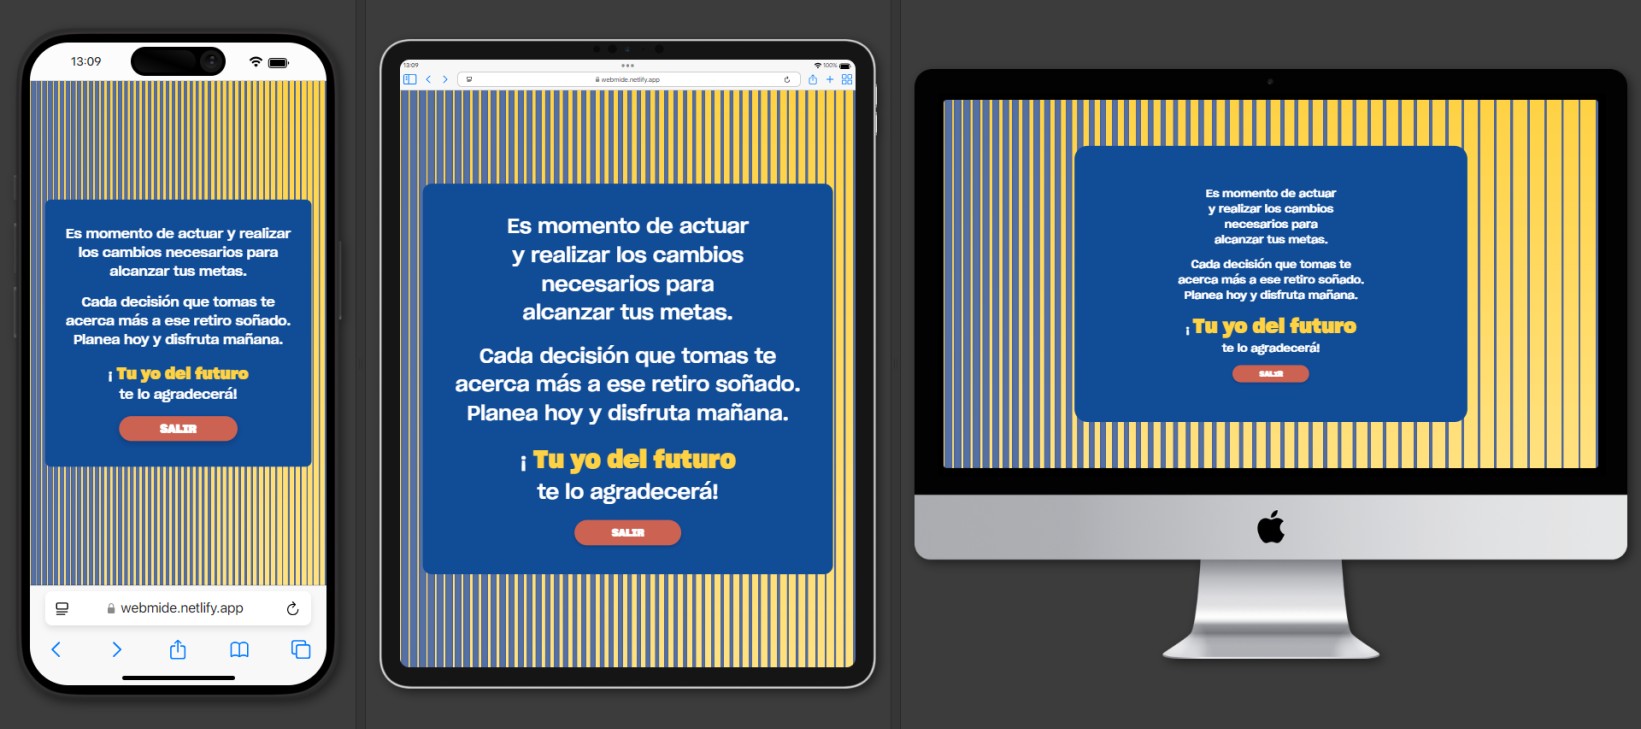 13:09
Es momento de actuar y realizar
los cambios necesarios para
alcanzar tus metas.
Cada decisión que tomas te
acerca más a ese retiro soñado.
Planea hoy y disfruta mañana.
¡ Tu yo del futuro
te lo agradecerá!
SALIR
webmide.netlify.app
13:09
100%
webmide.netlify.app
Es momento de actuar
y realizar los cambios
necesarios para
alcanzar tus metas.
Cada decisión que tomas te
acerca más a ese retiro soñado.
Planea hoy y disfruta mañana.
¡ Tu yo del futuro
te lo agradecerá!
SALIR
Es momento de actuar
y realizar los cambios
necesarios para
alcanzar tus metas.
Cada decisión que tomas te
acerca más a ese retiro soñado.
Planea hoy y disfruta mañana.
¡ Tu yo del futuro
te lo agradecerá!
SALIR